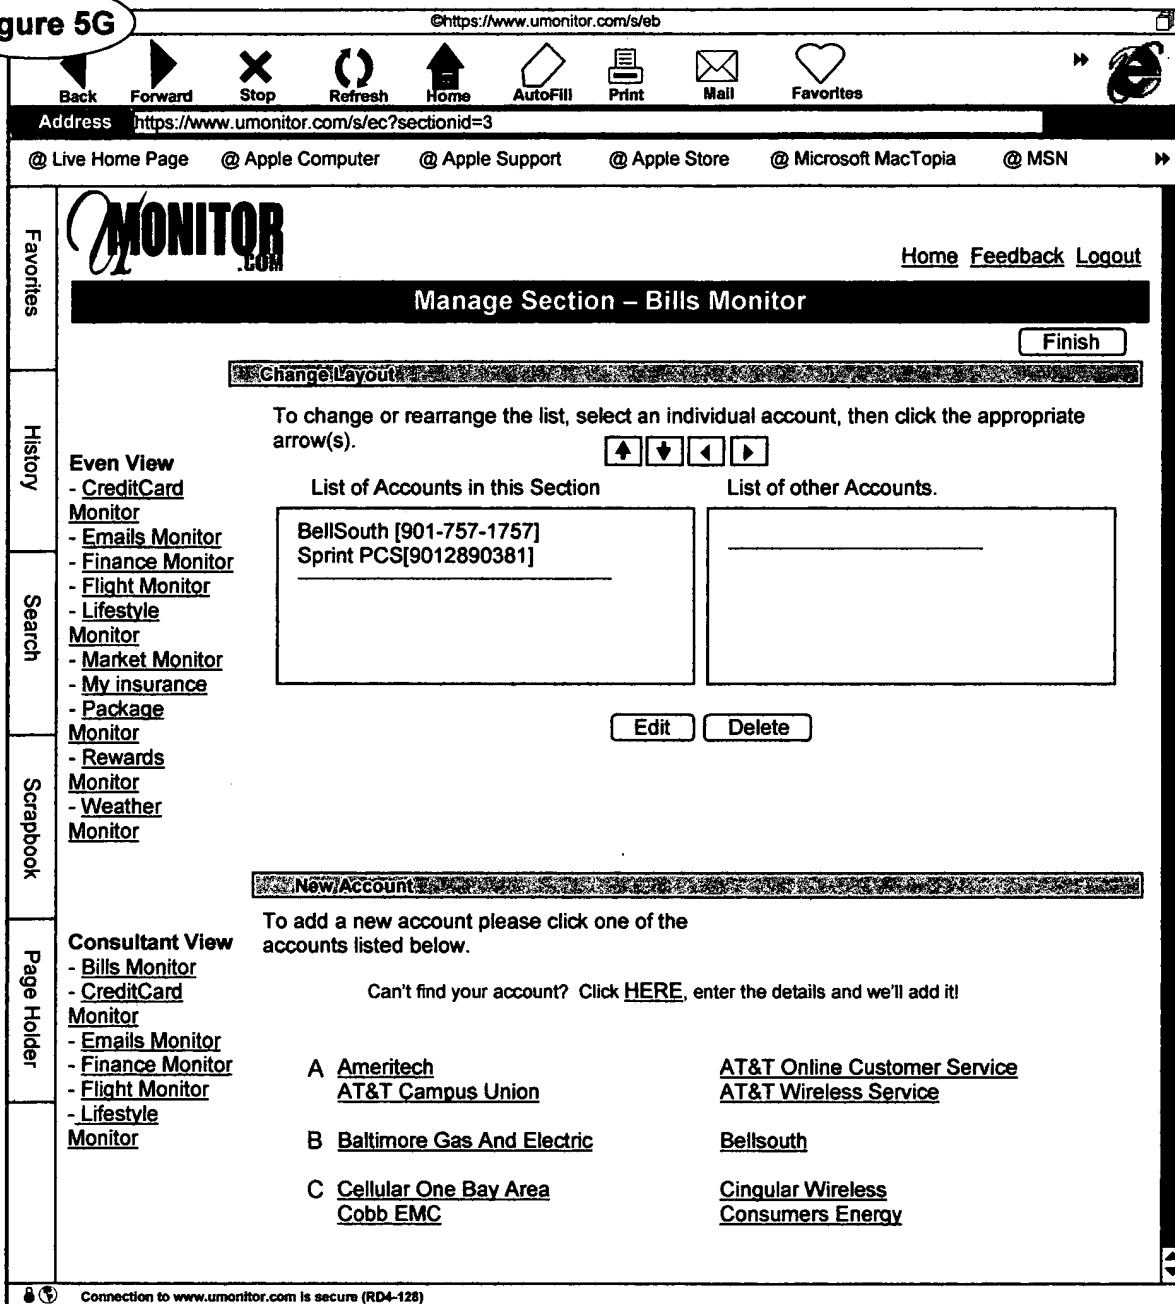 gure 5G
©https://www.umonitor.com/s/eb
Back Forward Stop Refresh Home AutoFill Print Mail Favorites
Address https://www.umonitor.com/s/ec?sectionid=3
@ Live Home Page @ Apple Computer @ Apple Support @ Apple Store @ Microsoft MacTopia @ MSN
Favorites
History
Search
Scrapbook
Page Holder
UMONITOR
.COM
Home Feedback Logout
Manage Section – Bills Monitor
Finish
Change Layout
To change or rearrange the list, select an individual account, then click the appropriate
arrow(s).
List of Accounts in this Section
List of other Accounts.
BellSouth [901-757-1757]
Sprint PCS[9012890381]
Edit Delete
Even View
- CreditCard
Monitor
- Emails Monitor
- Finance Monitor
- Flight Monitor
- Lifestyle
Monitor
- Market Monitor
- My insurance
- Package
Monitor
- Rewards
Monitor
- Weather
Monitor
New Account
To add a new account please click one of the
accounts listed below.
Can't find your account? Click HERE, enter the details and we'll add it!
Consultant View
- Bills Monitor
- CreditCard
Monitor
- Emails Monitor
- Finance Monitor
- Flight Monitor
- Lifestyle
Monitor
A Ameritech AT&T Online Customer Service
AT&T Campus Union AT&T Wireless Service
B Baltimore Gas And Electric Bellsouth
C Cellular One Bay Area Cingular Wireless
Cobb EMC Consumers Energy
Connection to www.umonitor.com is secure (RD4-128)